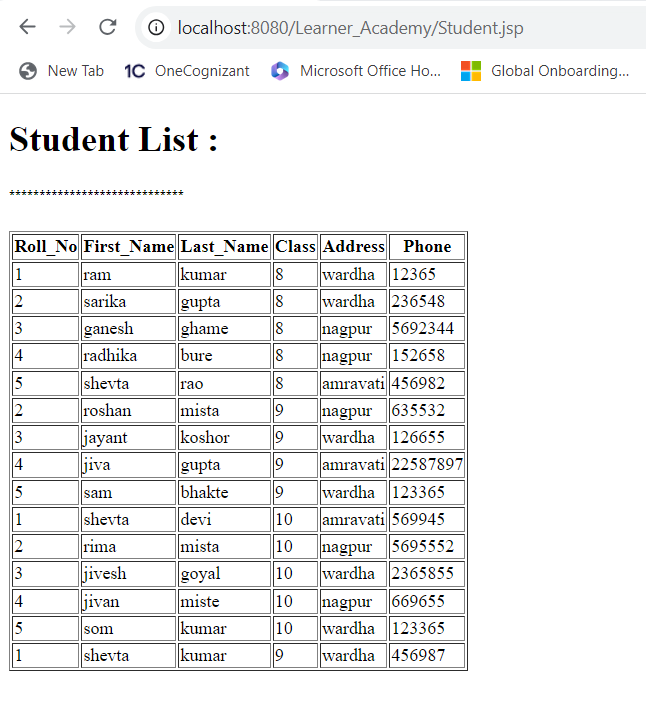 localhost:8080/Learner_Academy/Student.jsp
New Tab 1C OneCognizant Microsoft Office Ho... Global Onboarding...
Student List :
*****************************
Roll_No First_Name Last_Name Class Address Phone
1 ram kumar 8 wardha 12365
2 sarika gupta 8 wardha 236548
3 ganesh ghame 8 nagpur 5692344
4 radhika bure 8 nagpur 152658
5 shevta rao 8 amravati 456982
2 roshan mista 9 nagpur 635532
3 jayant koshor 9 wardha 126655
4 jiva gupta 9 amravati 22587897
5 sam bhakte 9 wardha 123365
1 shevta devi 10 amravati 569945
2 rima mista 10 nagpur 5695552
3 jivesh goyal 10 wardha 2365855
4 jivan miste 10 nagpur 669655
5 som kumar 10 wardha 123365
1 shevta kumar 9 wardha 456987